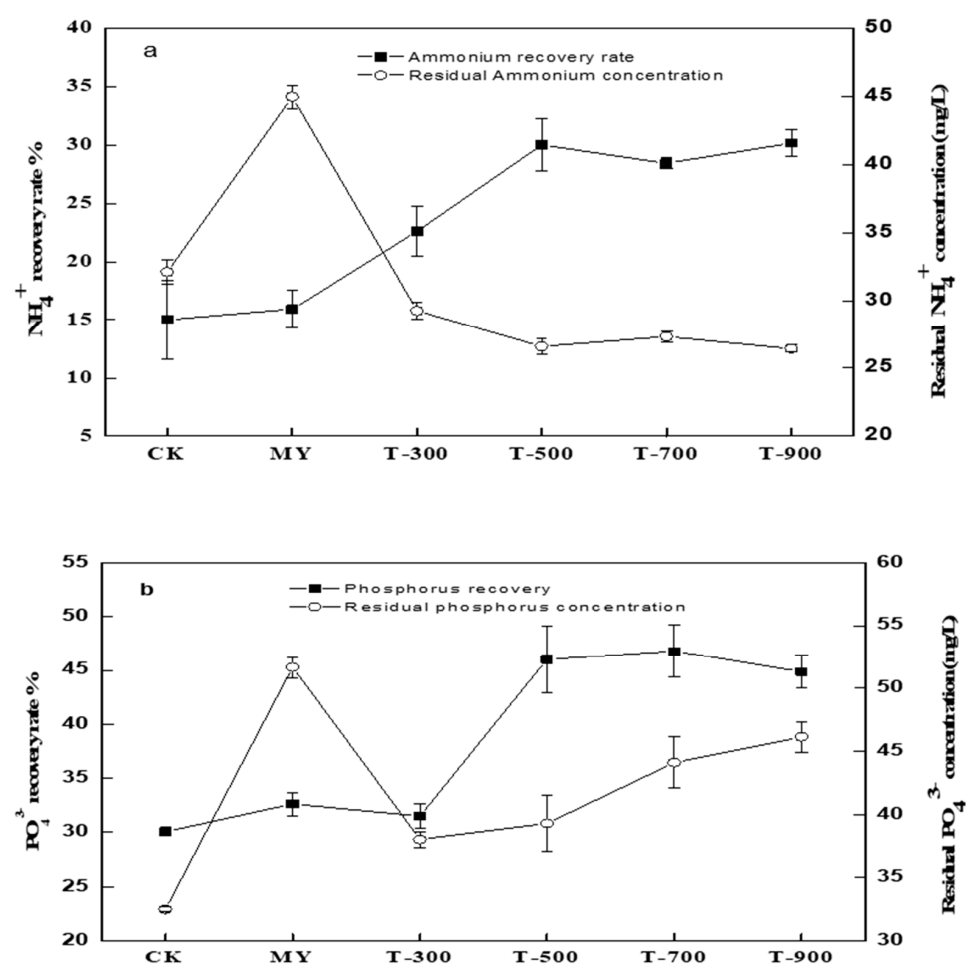 a
Ammonium recovery rate
Residual Ammonium concentration
40
35
30
25
20
15
10
5
NH4+ recovery rate %
50
45
40
35
30
25
20
Residual NH4+ concentration(ng/L)
CK MY T-300 T-500 T-700 T-900
b
Phosphorus recovery
Residual phosphorus concentration
55
50
45
40
35
30
25
20
PO43- recovery rate %
60
55
50
45
40
35
30
Residual PO43- concentration(ng/L)
CK MY T-300 T-500 T-700 T-900